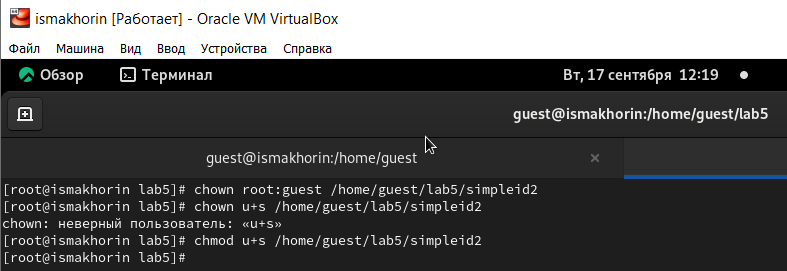 ismakhorin [Работает] - Oracle VM VirtualBox
Файл Машина Вид Ввод Устройства Справка
Обзор Терминал Вт, 17 сентября 12:19
guest@ismakhorin:/home/guest/lab5
guest@ismakhorin:/home/guest
[root@ismakhorin lab5]# chown root:guest /home/guest/lab5/simpleid2
[root@ismakhorin lab5]# chown u+s /home/guest/lab5/simpleid2
chown: неверный пользователь: «u+s»
[root@ismakhorin lab5]# chmod u+s /home/guest/lab5/simpleid2
[root@ismakhorin lab5]#